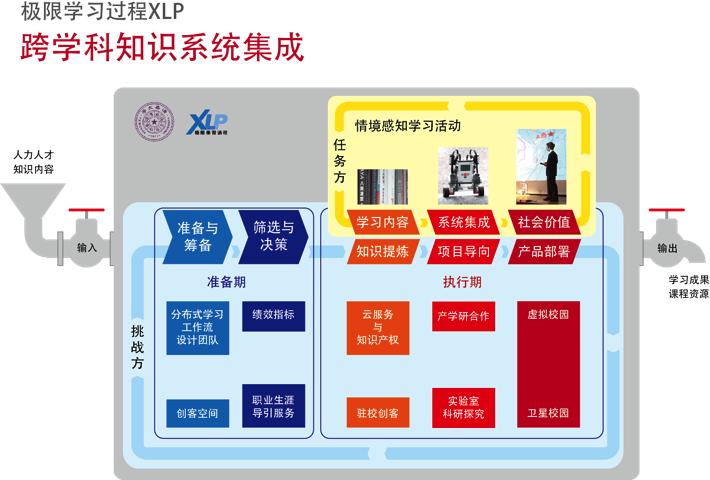 极限学习过程XLP
跨学科知识系统集成
XLP
极限学习过程
人力人才
知识内容
输入
任务方
情境感知学习活动
学习内容
系统集成
社会价值
准备与
筹备
筛选与
决策
知识提炼
项目导向
产品部署
输出
学习成果
课程资源
准备期
执行期
挑战方
分布式学习
工作流
设计团队
绩效指标
云服务
与
知识产权
产学研合作
虚拟校园
创客空间
职业生涯
导引服务
驻校创客
实验室
科研探究
卫星校园